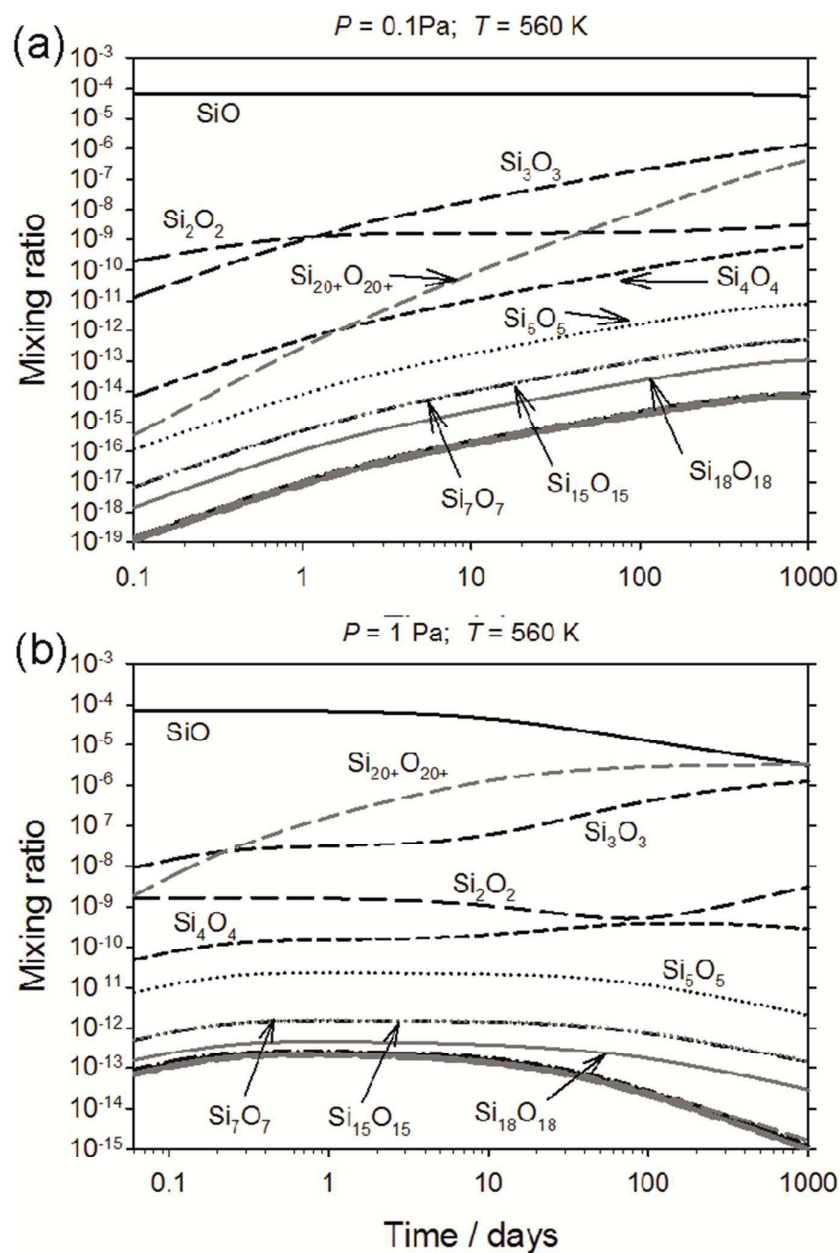 P = 0.1Pa; T = 560 K
(a)
10⁻³
10⁻⁴
10⁻⁵
10⁻⁶
10⁻⁷
10⁻⁸
10⁻⁹
10⁻¹⁰
10⁻¹¹
10⁻¹²
10⁻¹³
10⁻¹⁴
10⁻¹⁵
10⁻¹⁶
10⁻¹⁷
10⁻¹⁸
10⁻¹⁹
Mixing ratio
SiO
Si₃O₃
Si₂O₂
Si₂₀₊O₂₀₊
Si₄O₄
Si₅O₅
Si₇O₇
Si₁₅O₁₅
Si₁₈O₁₈
0.1 1 10 100 1000
P = 1 Pa; T = 560 K
(b)
10⁻³
10⁻⁴
10⁻⁵
10⁻⁶
10⁻⁷
10⁻⁸
10⁻⁹
10⁻¹⁰
10⁻¹¹
10⁻¹²
10⁻¹³
10⁻¹⁴
10⁻¹⁵
Mixing ratio
SiO
Si₂₀₊O₂₀₊
Si₃O₃
Si₂O₂
Si₄O₄
Si₅O₅
Si₇O₇
Si₁₅O₁₅
Si₁₈O₁₈
0.1 1 10 100 1000
Time / days